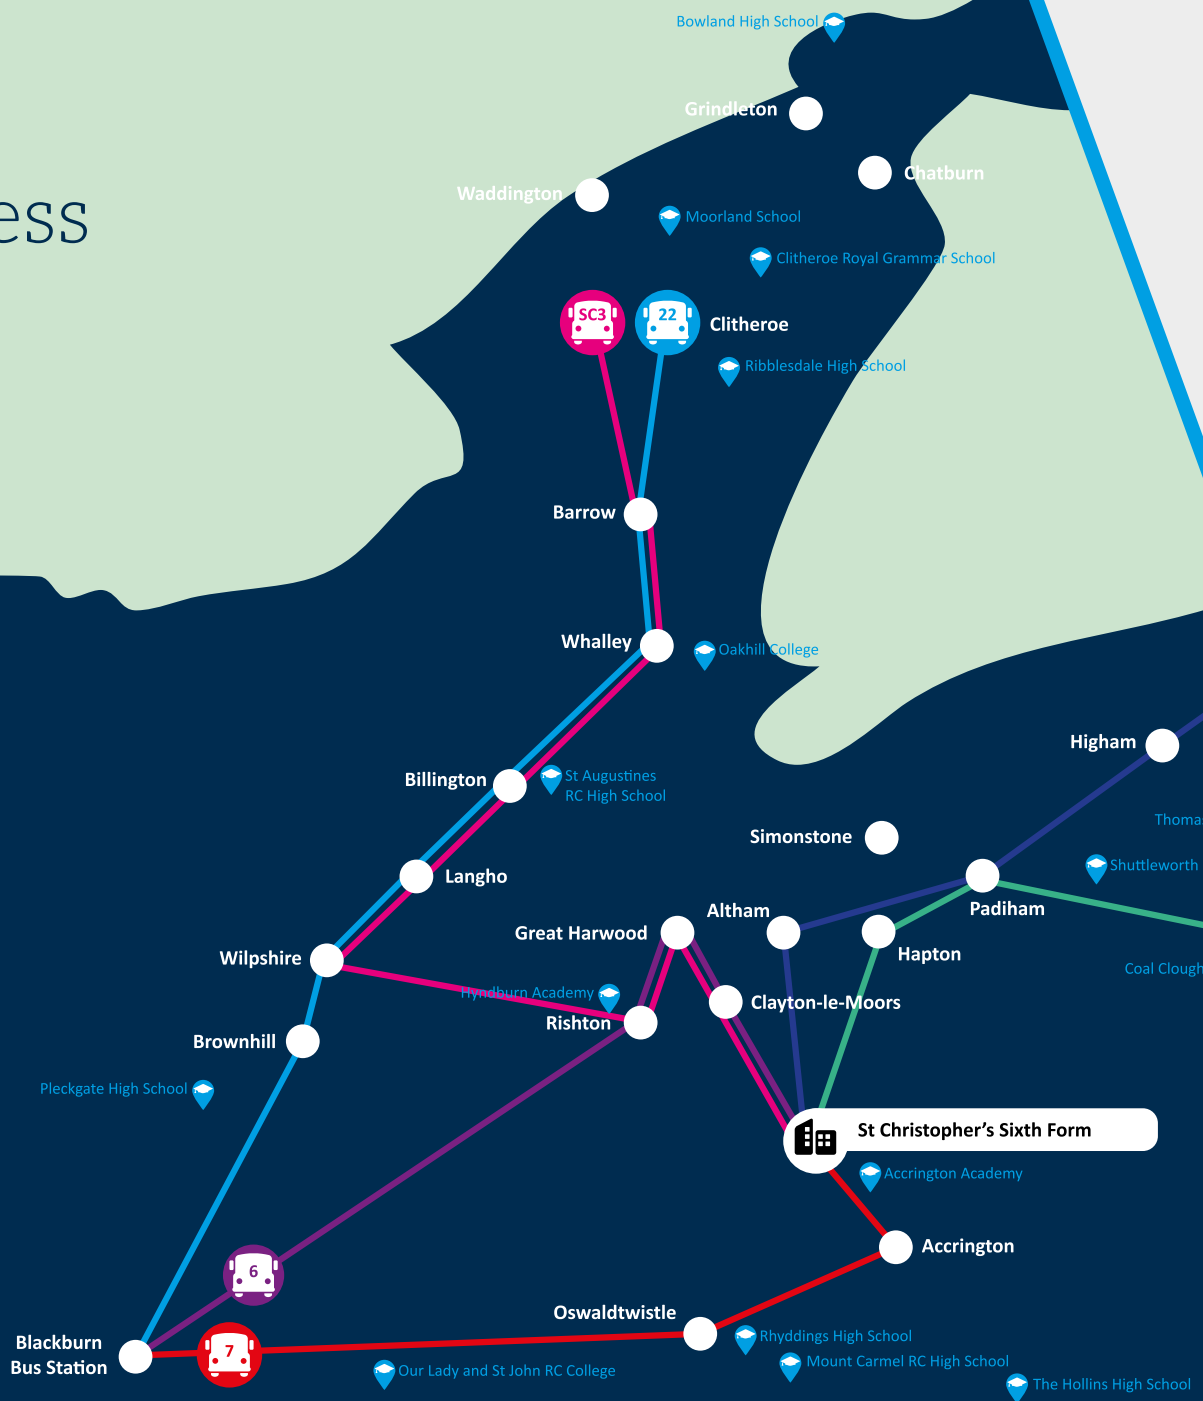 Bowland High School
Grindleton
Chatburn
Waddington
ess
Moorland School
Clitheroe Royal Grammar School
SC3
22
Clitheroe
Ribblesdale High School
Barrow
Whalley
Oakhill College
Higham
Billington
St Augustines
RC High School
Simonstone
Thomas
Shuttleworth
Langho
Altham
Padiham
Great Harwood
Hapton
Wilpshire
Coal Clough
Hyndburn Academy
Clayton-le-Moors
Rishton
Brownhill
Pleckgate High School
St Christopher’s Sixth Form
Accrington Academy
Accrington
6
Oswaldtwistle
Blackburn
Bus Station
7
Rhyddings High School
Mount Carmel RC High School
Our Lady and St John RC College
The Hollins High School